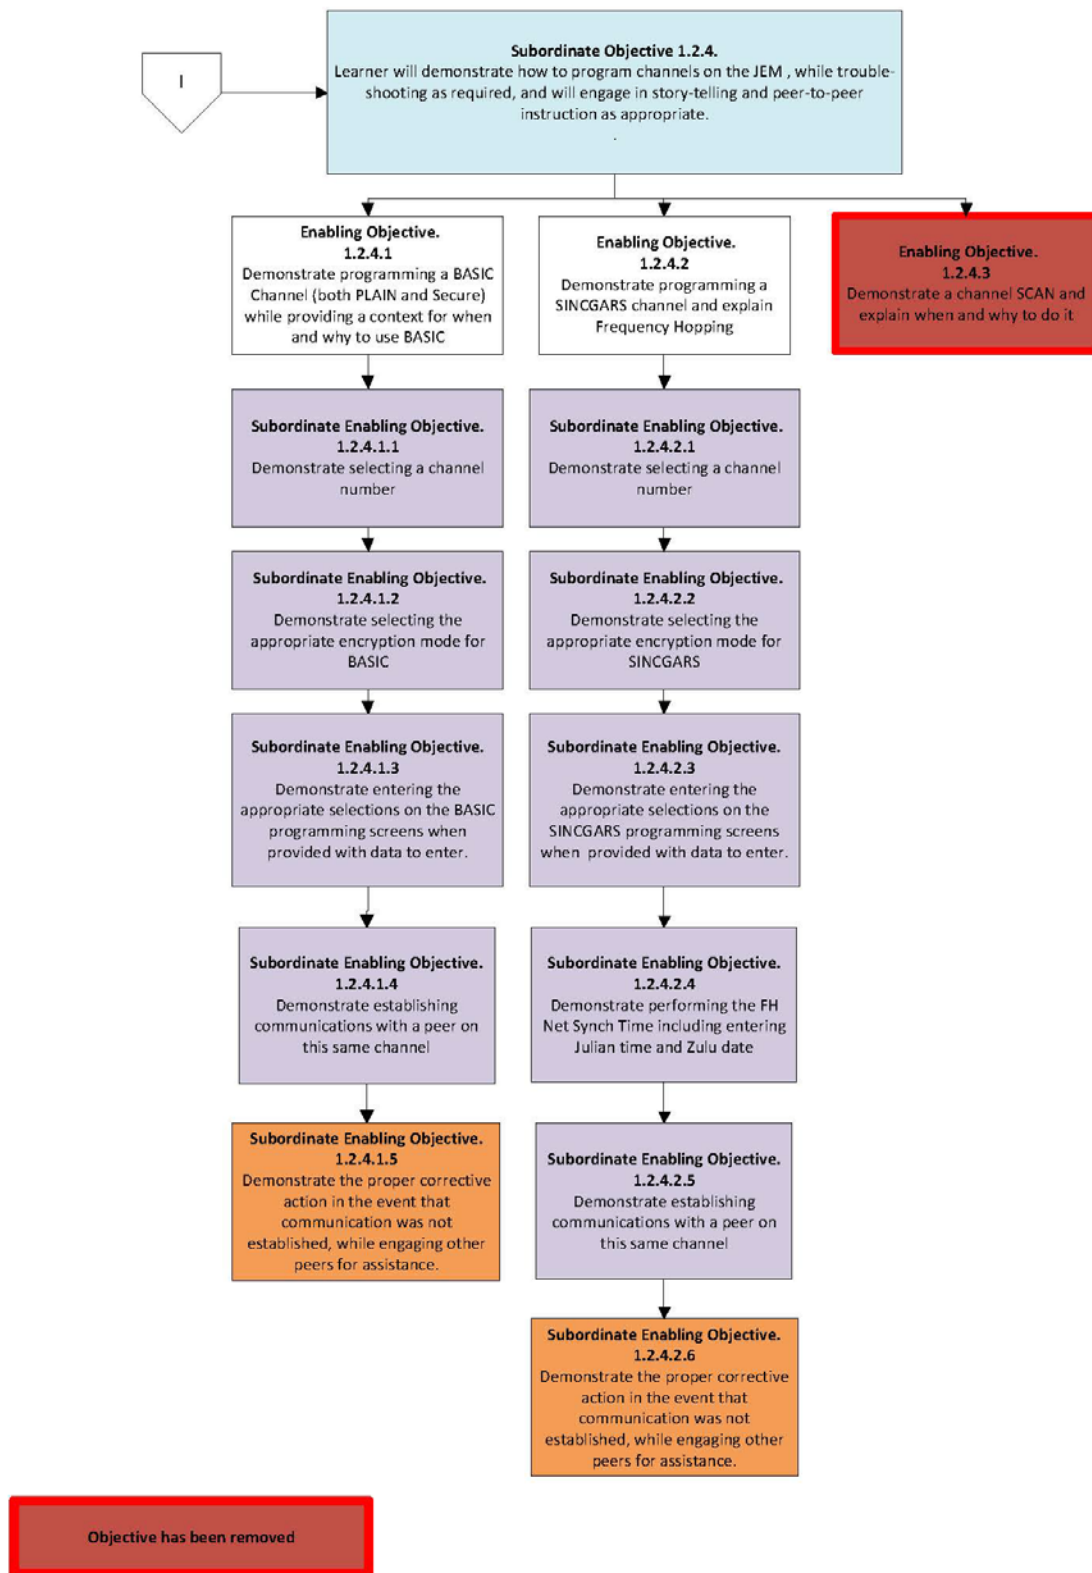 I
Subordinate Objective 1.2.4.
Learner will demonstrate how to program channels on the JEM , while trouble-
shooting as required, and will engage in story-telling and peer-to-peer
instruction as appropriate.
.
Enabling Objective.
1.2.4.1
Demonstrate programming a BASIC
Channel (both PLAIN and Secure)
while providing a context for when
and why to use BASIC
Enabling Objective.
1.2.4.2
Demonstrate programming a
SINCGARS channel and explain
Frequency Hopping
Enabling Objective.
1.2.4.3
Demonstrate a channel SCAN and
explain when and why to do it
Subordinate Enabling Objective.
1.2.4.1.1
Demonstrate selecting a channel
number
Subordinate Enabling Objective.
1.2.4.2.1
Demonstrate selecting a channel
number
Subordinate Enabling Objective.
1.2.4.1.2
Demonstrate selecting the
appropriate encryption mode for
BASIC
Subordinate Enabling Objective.
1.2.4.2.2
Demonstrate selecting the
appropriate encryption mode for
SINCGARS
Subordinate Enabling Objective.
1.2.4.1.3
Demonstrate entering the
appropriate selections on the BASIC
programming screens when
provided with data to enter.
Subordinate Enabling Objective.
1.2.4.2.3
Demonstrate entering the
appropriate selections on the
SINCGARS programming screens
when provided with data to enter.
Subordinate Enabling Objective.
1.2.4.1.4
Demonstrate establishing
communications with a peer on
this same channel
Subordinate Enabling Objective.
1.2.4.2.4
Demonstrate performing the FH
Net Synch Time including entering
Julian time and Zulu date
Subordinate Enabling Objective.
1.2.4.1.5
Demonstrate the proper corrective
action in the event that
communication was not
established, while engaging other
peers for assistance.
Subordinate Enabling Objective.
1.2.4.2.5
Demonstrate establishing
communications with a peer on
this same channel
Subordinate Enabling Objective.
1.2.4.2.6
Demonstrate the proper corrective
action in the event that
communication was not
established, while engaging other
peers for assistance.
Objective has been removed